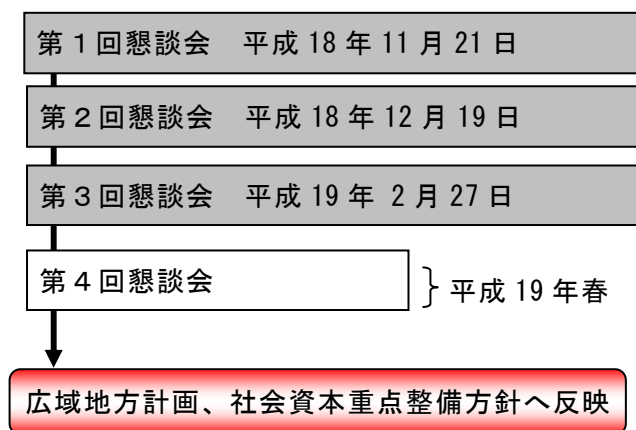 第１回懇談会　平成 18 年 11 月 21 日
第２回懇談会　平成 18 年 12 月 19 日
第３回懇談会　平成 19 年 2 月 27 日
第４回懇談会　} 平成 19 年春
広域地方計画、社会資本重点整備方針へ反映